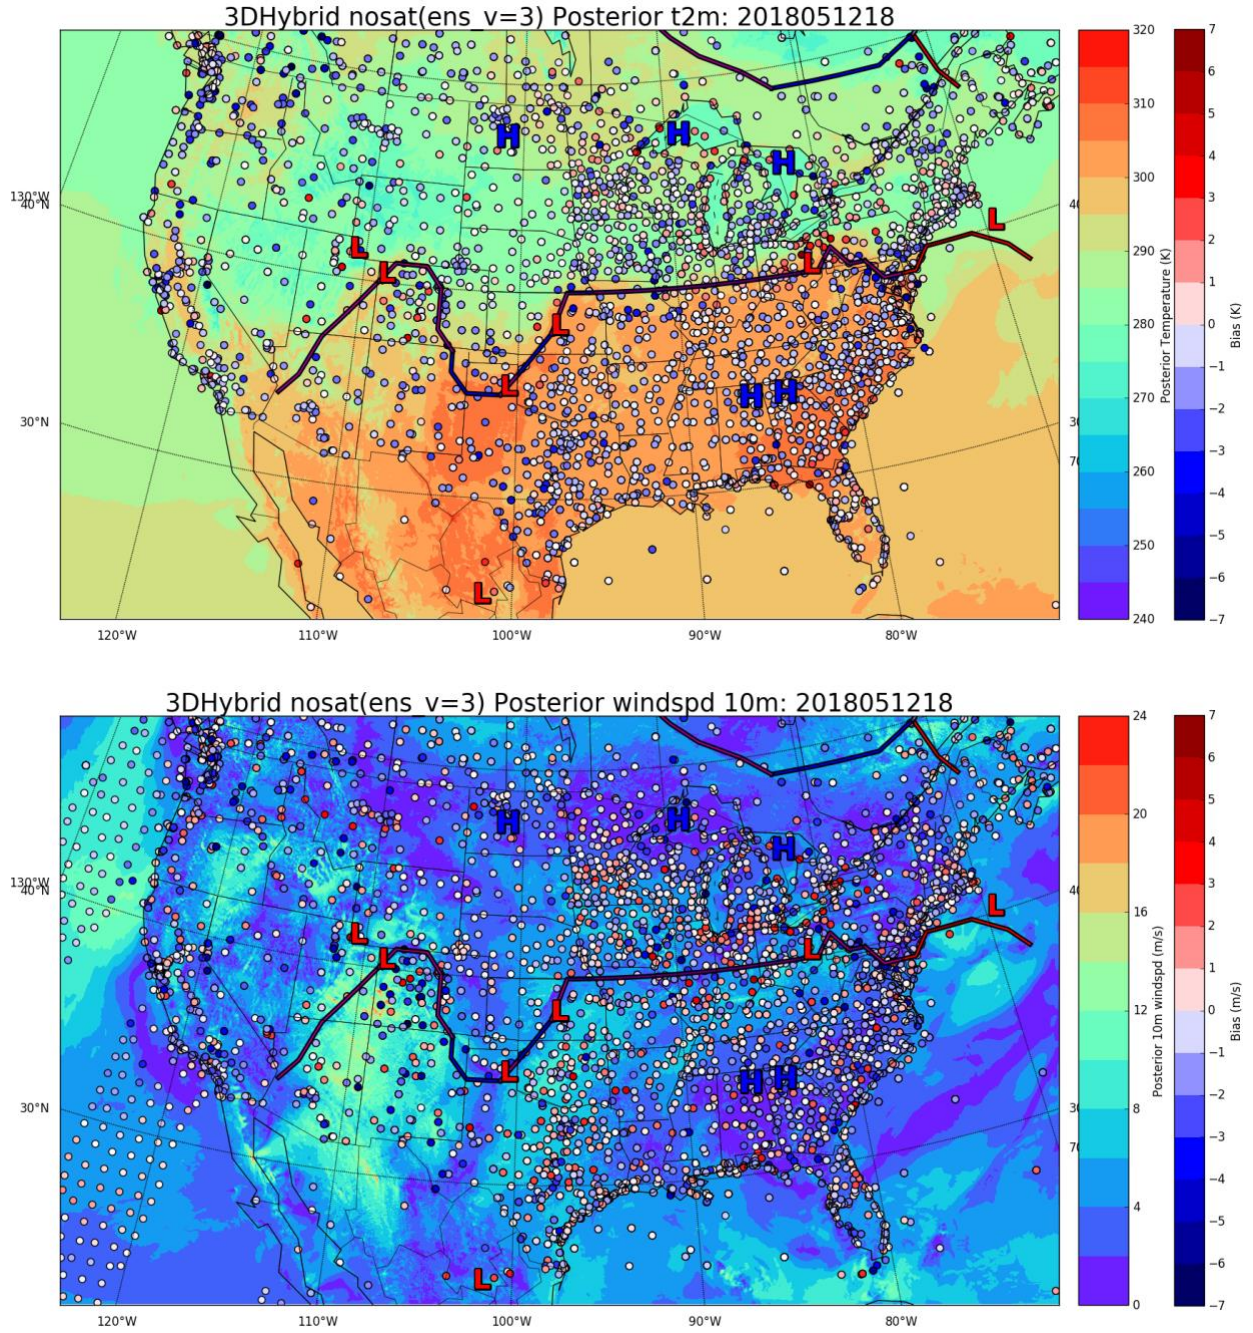 3DHybrid nosat(ens_v=3) Posterior t2m: 2018051218
H
H
H
L
L
L
L
L
L
H H
L
130°W
40°N
30°N
120°W
110°W
100°W
90°W
80°W
320
310
300
290
280
270
260
250
240
Posterior Temperature (K)
7
6
5
4
3
2
1
0
−1
−2
−3
−4
−5
−6
−7
Bias (K)
3DHybrid nosat(ens_v=3) Posterior windspd 10m: 2018051218
H
H
H
L
L
L
L
L
L
H H
L
130°W
40°N
30°N
120°W
110°W
100°W
90°W
80°W
24
20
16
12
8
4
0
Posterior 10m windspd (m/s)
7
6
5
4
3
2
1
0
−1
−2
−3
−4
−5
−6
−7
Bias (m/s)